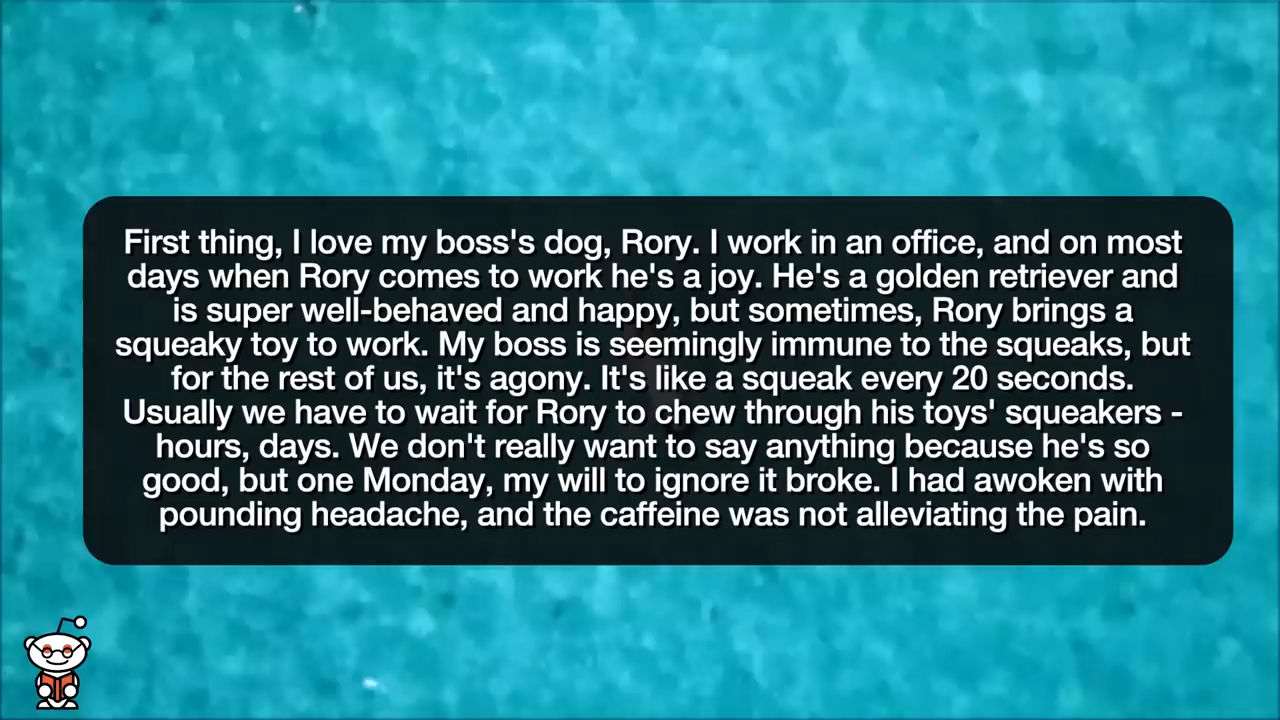 First thing, I love my boss's dog, Rory. I work in an office, and on most
days when Rory comes to work he's a joy. He's a golden retriever and
is super well-behaved and happy, but sometimes, Rory brings a
squeaky toy to work. My boss is seemingly immune to the squeaks, but
for the rest of us, it's agony. It's like a squeak every 20 seconds.
Usually we have to wait for Rory to chew through his toys' squeakers -
hours, days. We don't really want to say anything because he's so
good, but one Monday, my will to ignore it broke. I had awoken with
pounding headache, and the caffeine was not alleviating the pain.